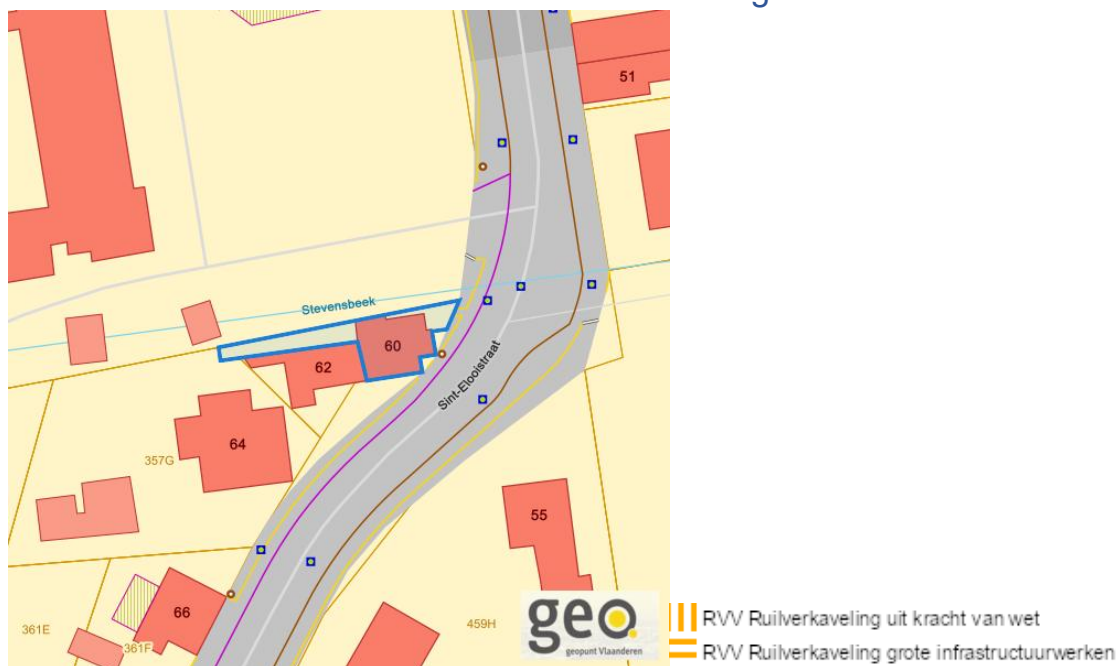 51
Stevensbeek
60
62
Sint-Elooistraat
64
357G
55
66
361E
361F
459H
geo
geopunt Vlaanderen
RVV Ruilverkaveling uit kracht van wet
RVV Ruilverkaveling grote infrastructuurwerken